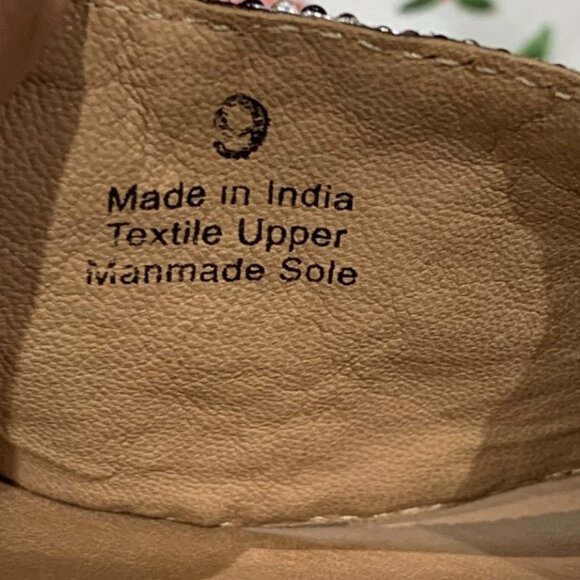 9
Made in India
Textile Upper
Manmade Sole